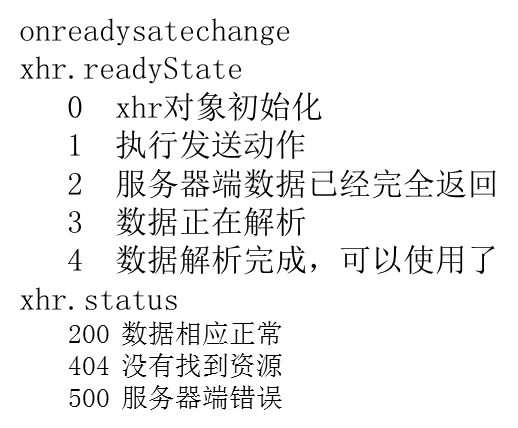 onreadysatechange
xhr.readyState
0 xhr对象初始化
1 执行发送动作
2 服务器端数据已经完全返回
3 数据正在解析
4 数据解析完成，可以使用了
xhr.status
200 数据相应正常
404 没有找到资源
500 服务器端错误